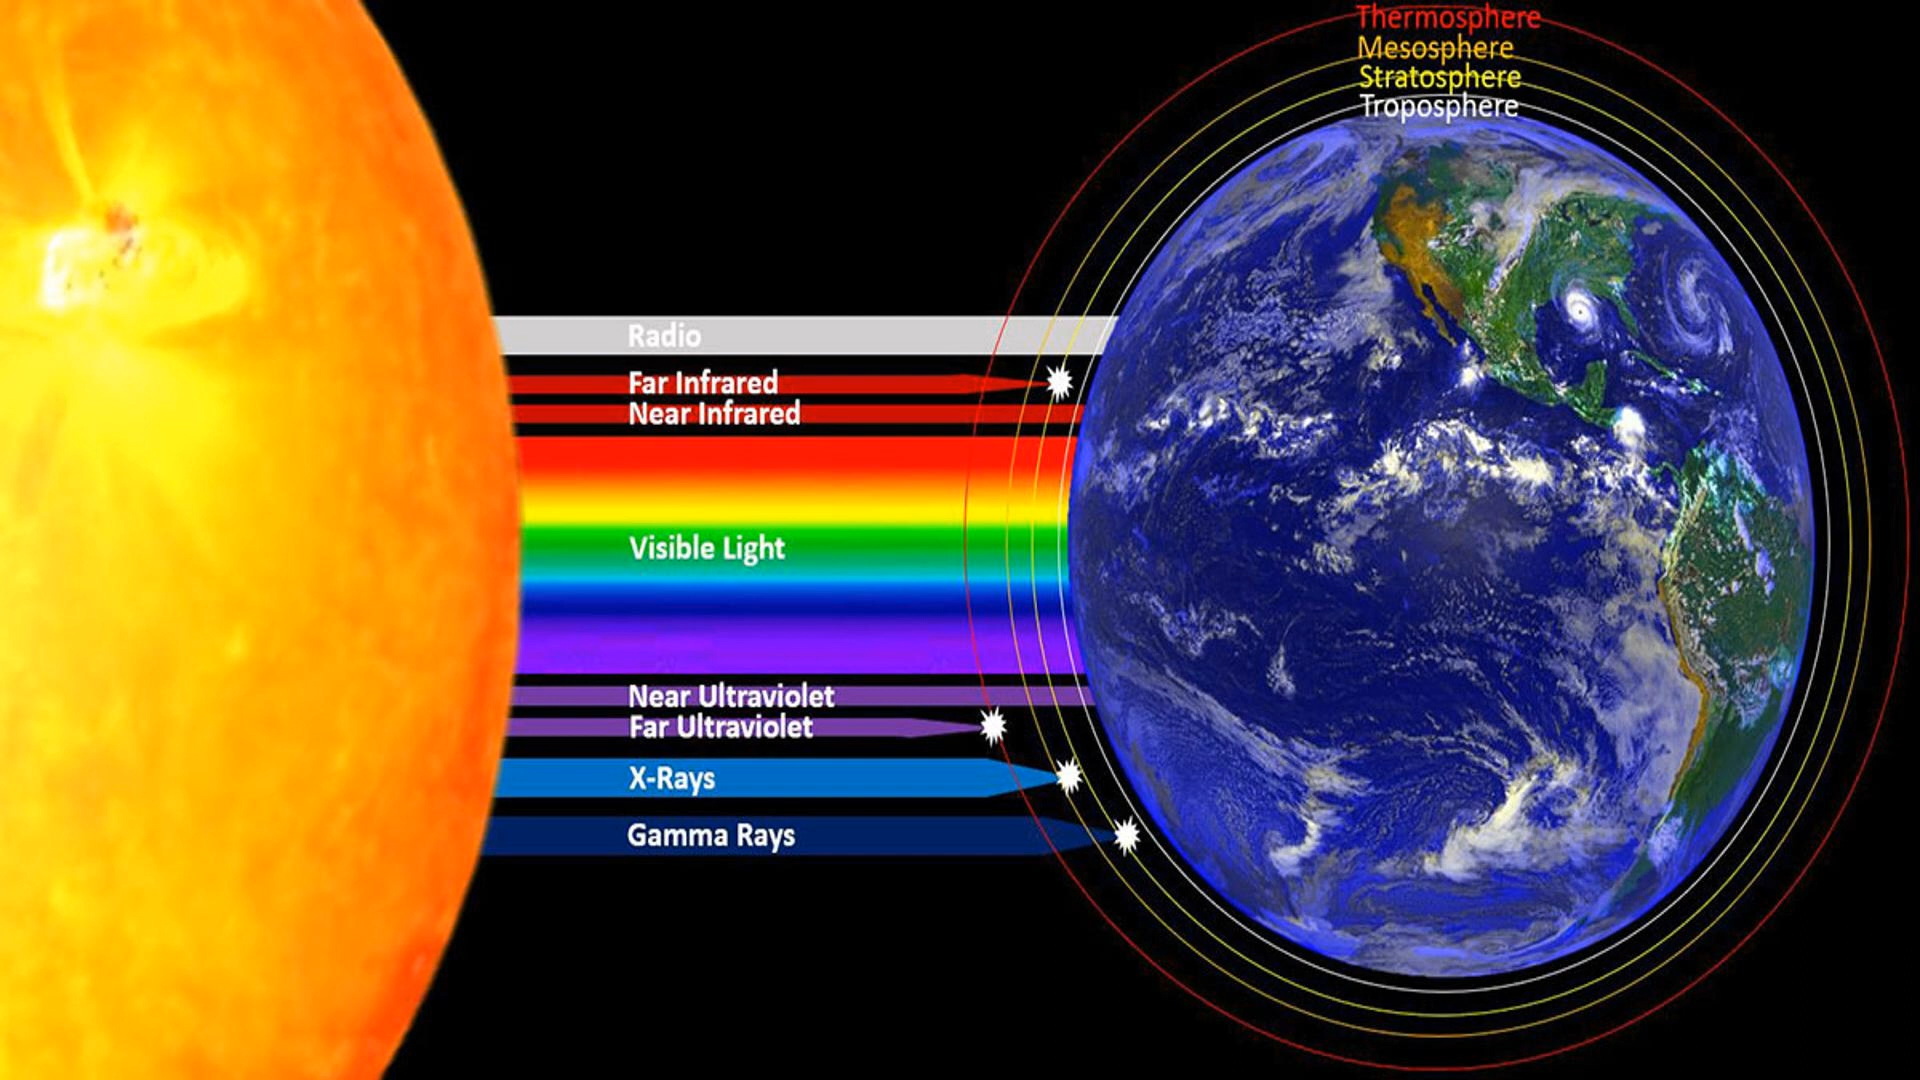 Thermosphere
Mesosphere
Stratosphere
Troposphere
Radio
Far Infrared
Near Infrared
Visible Light
Near Ultraviolet
Far Ultraviolet
X-Rays
Gamma Rays